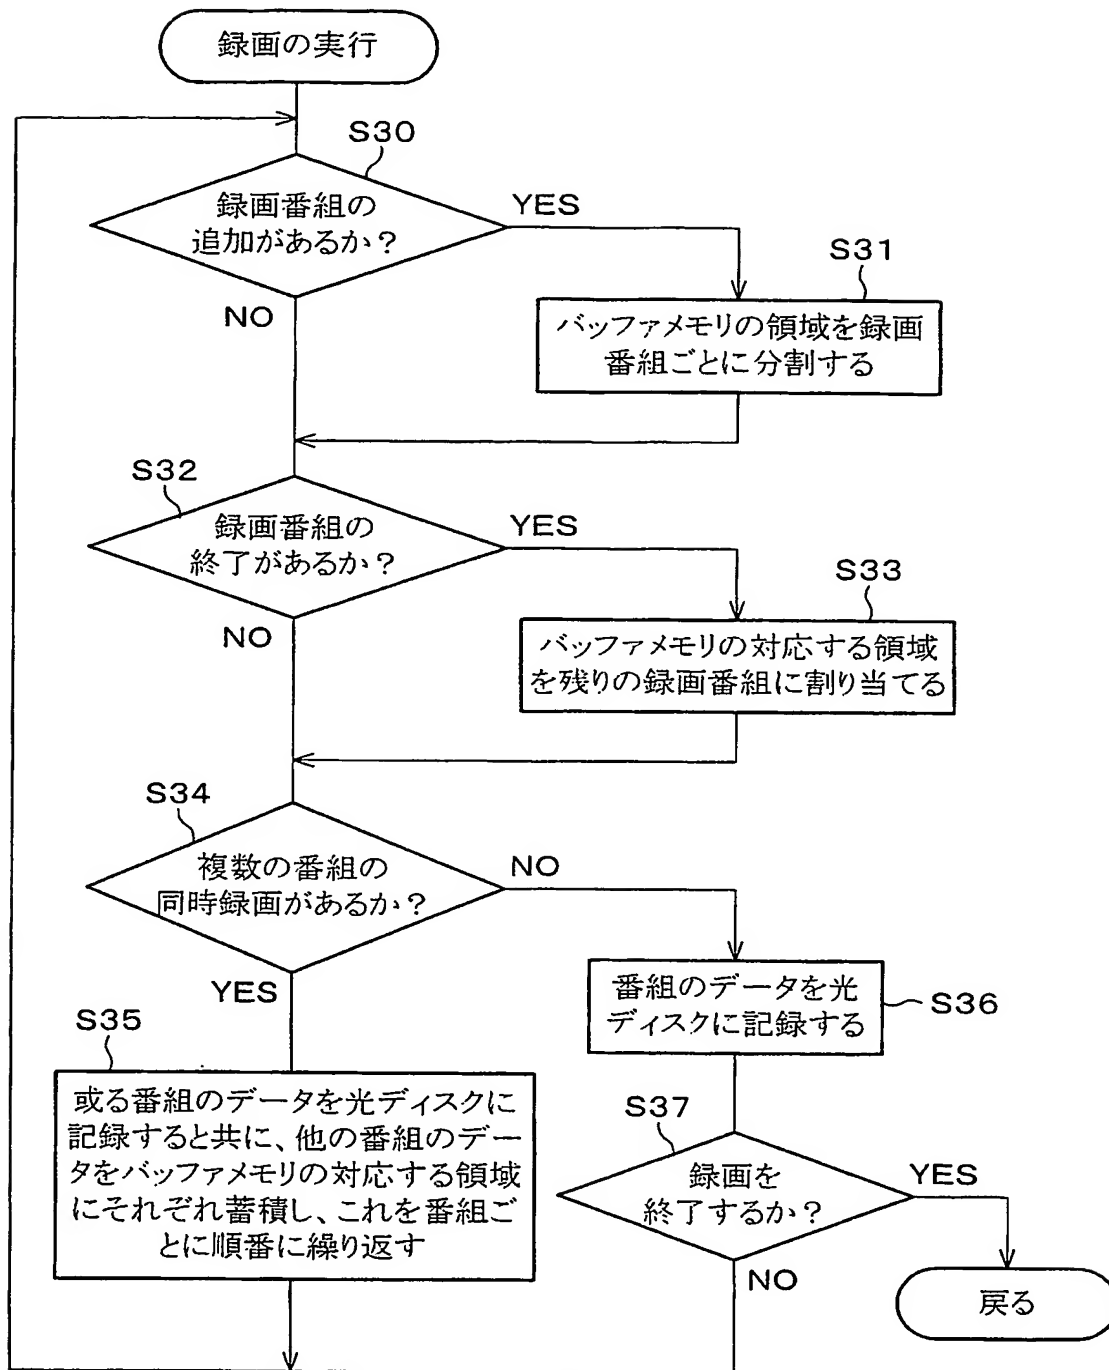 録画の実行
S30
録画番組の
追加があるか？
YES
NO
S31
バッファメモリの領域を録画
番組ごとに分割する
S32
録画番組の
終了があるか？
YES
NO
S33
バッファメモリの対応する領域
を残りの録画番組に割り当てる
S34
複数の番組の
同時録画があるか？
NO
YES
S35
或る番組のデータを光ディスクに
記録すると共に、他の番組のデー
タをバッファメモリの対応する領域
にそれぞれ蓄積し、これを番組ご
とに順番に繰り返す
番組のデータを光
ディスクに記録する
S36
S37
録画を
終了するか？
YES
NO
戻る